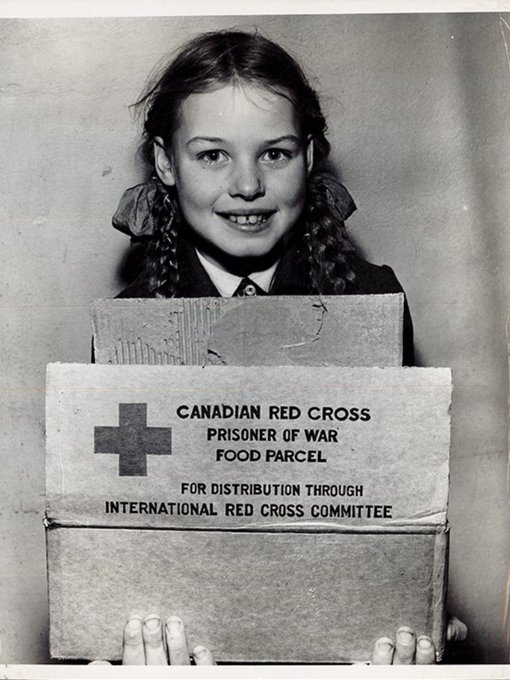 CANADIAN RED CROSS
PRISONER OF WAR
FOOD PARCEL
FOR DISTRIBUTION THROUGH
INTERNATIONAL RED CROSS COMMITTEE